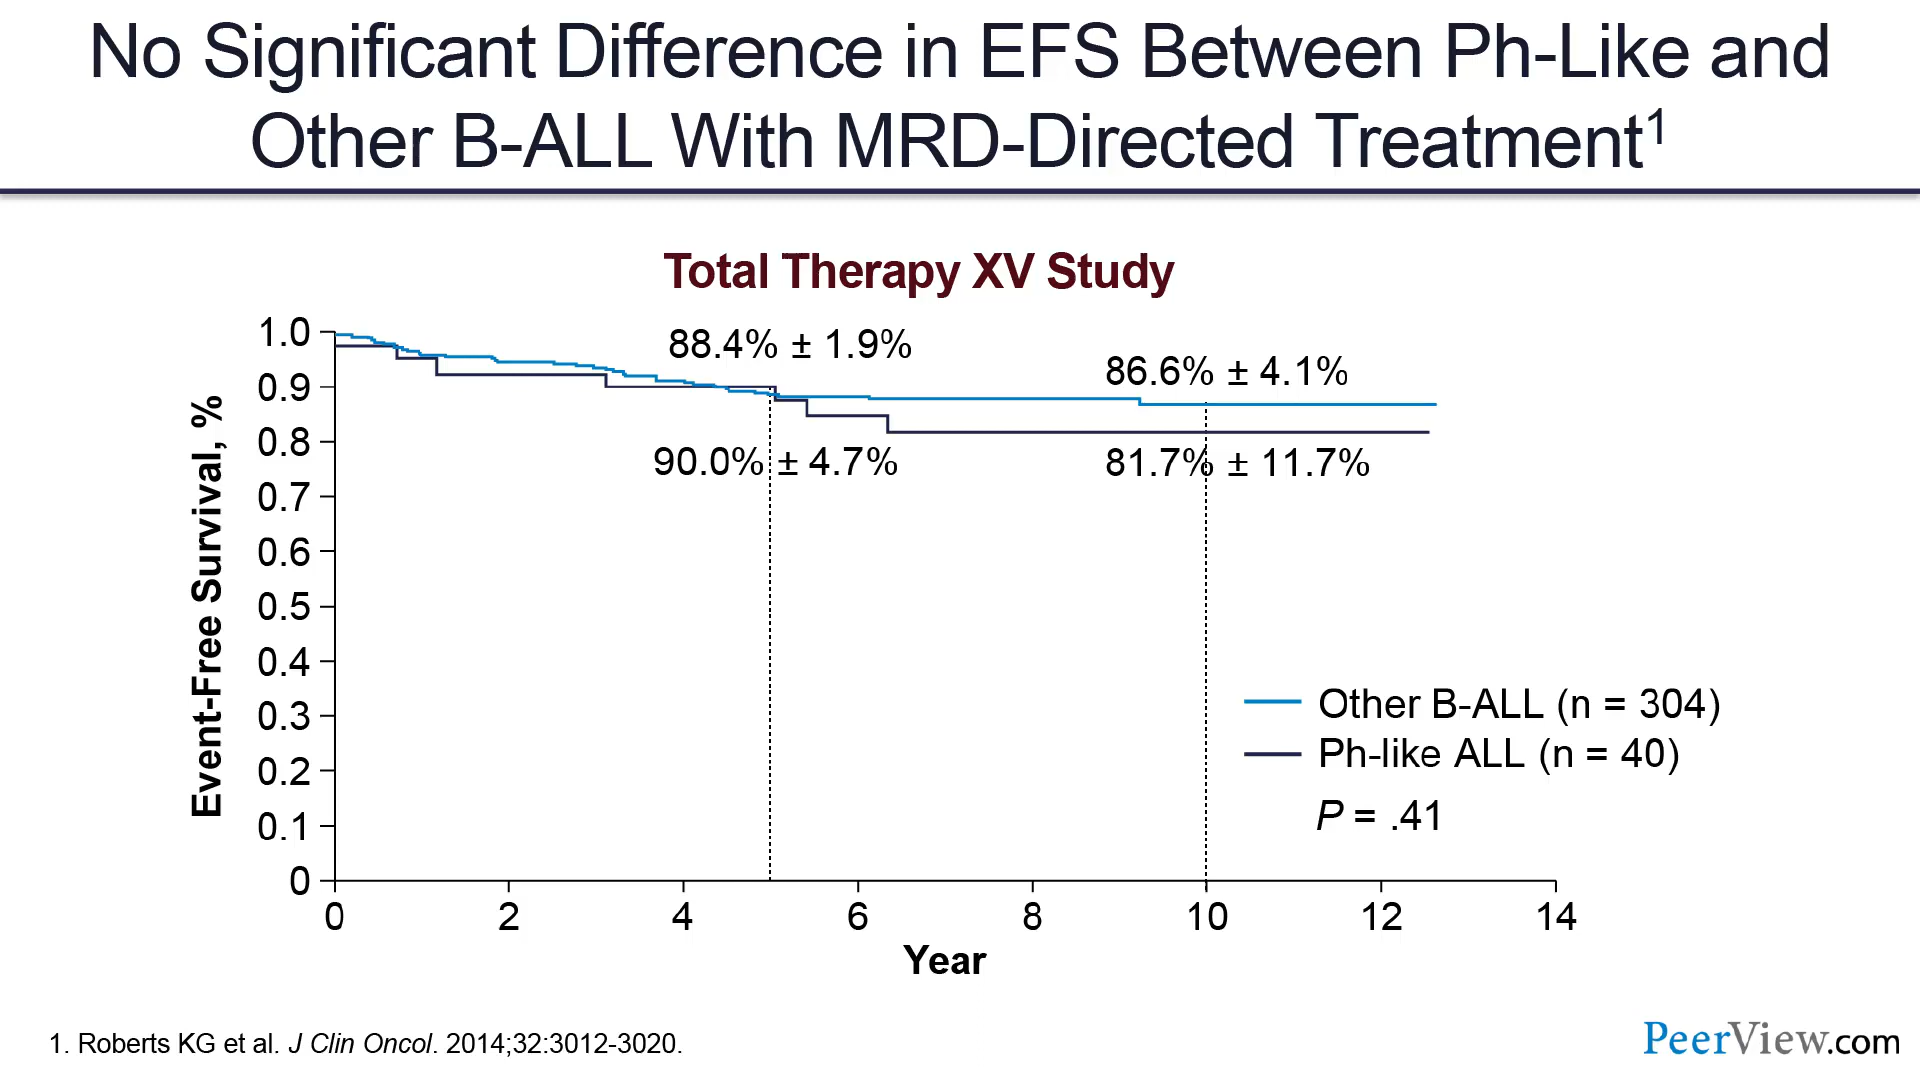 No Significant Difference in EFS Between Ph-Like and
Other B-ALL With MRD-Directed Treatment1
Total Therapy XV Study
Event-Free Survival, %
1.0
0.9
0.8
0.7
0.6
0.5
0.4
0.3
0.2
0.1
0
88.4% ± 1.9%
86.6% ± 4.1%
90.0% ± 4.7%
81.7% ± 11.7%
Other B-ALL (n = 304)
Ph-like ALL (n = 40)
P = .41
0 2 4 6 8 10 12 14
Year
1. Roberts KG et al. J Clin Oncol. 2014;32:3012-3020.
PeerView.com